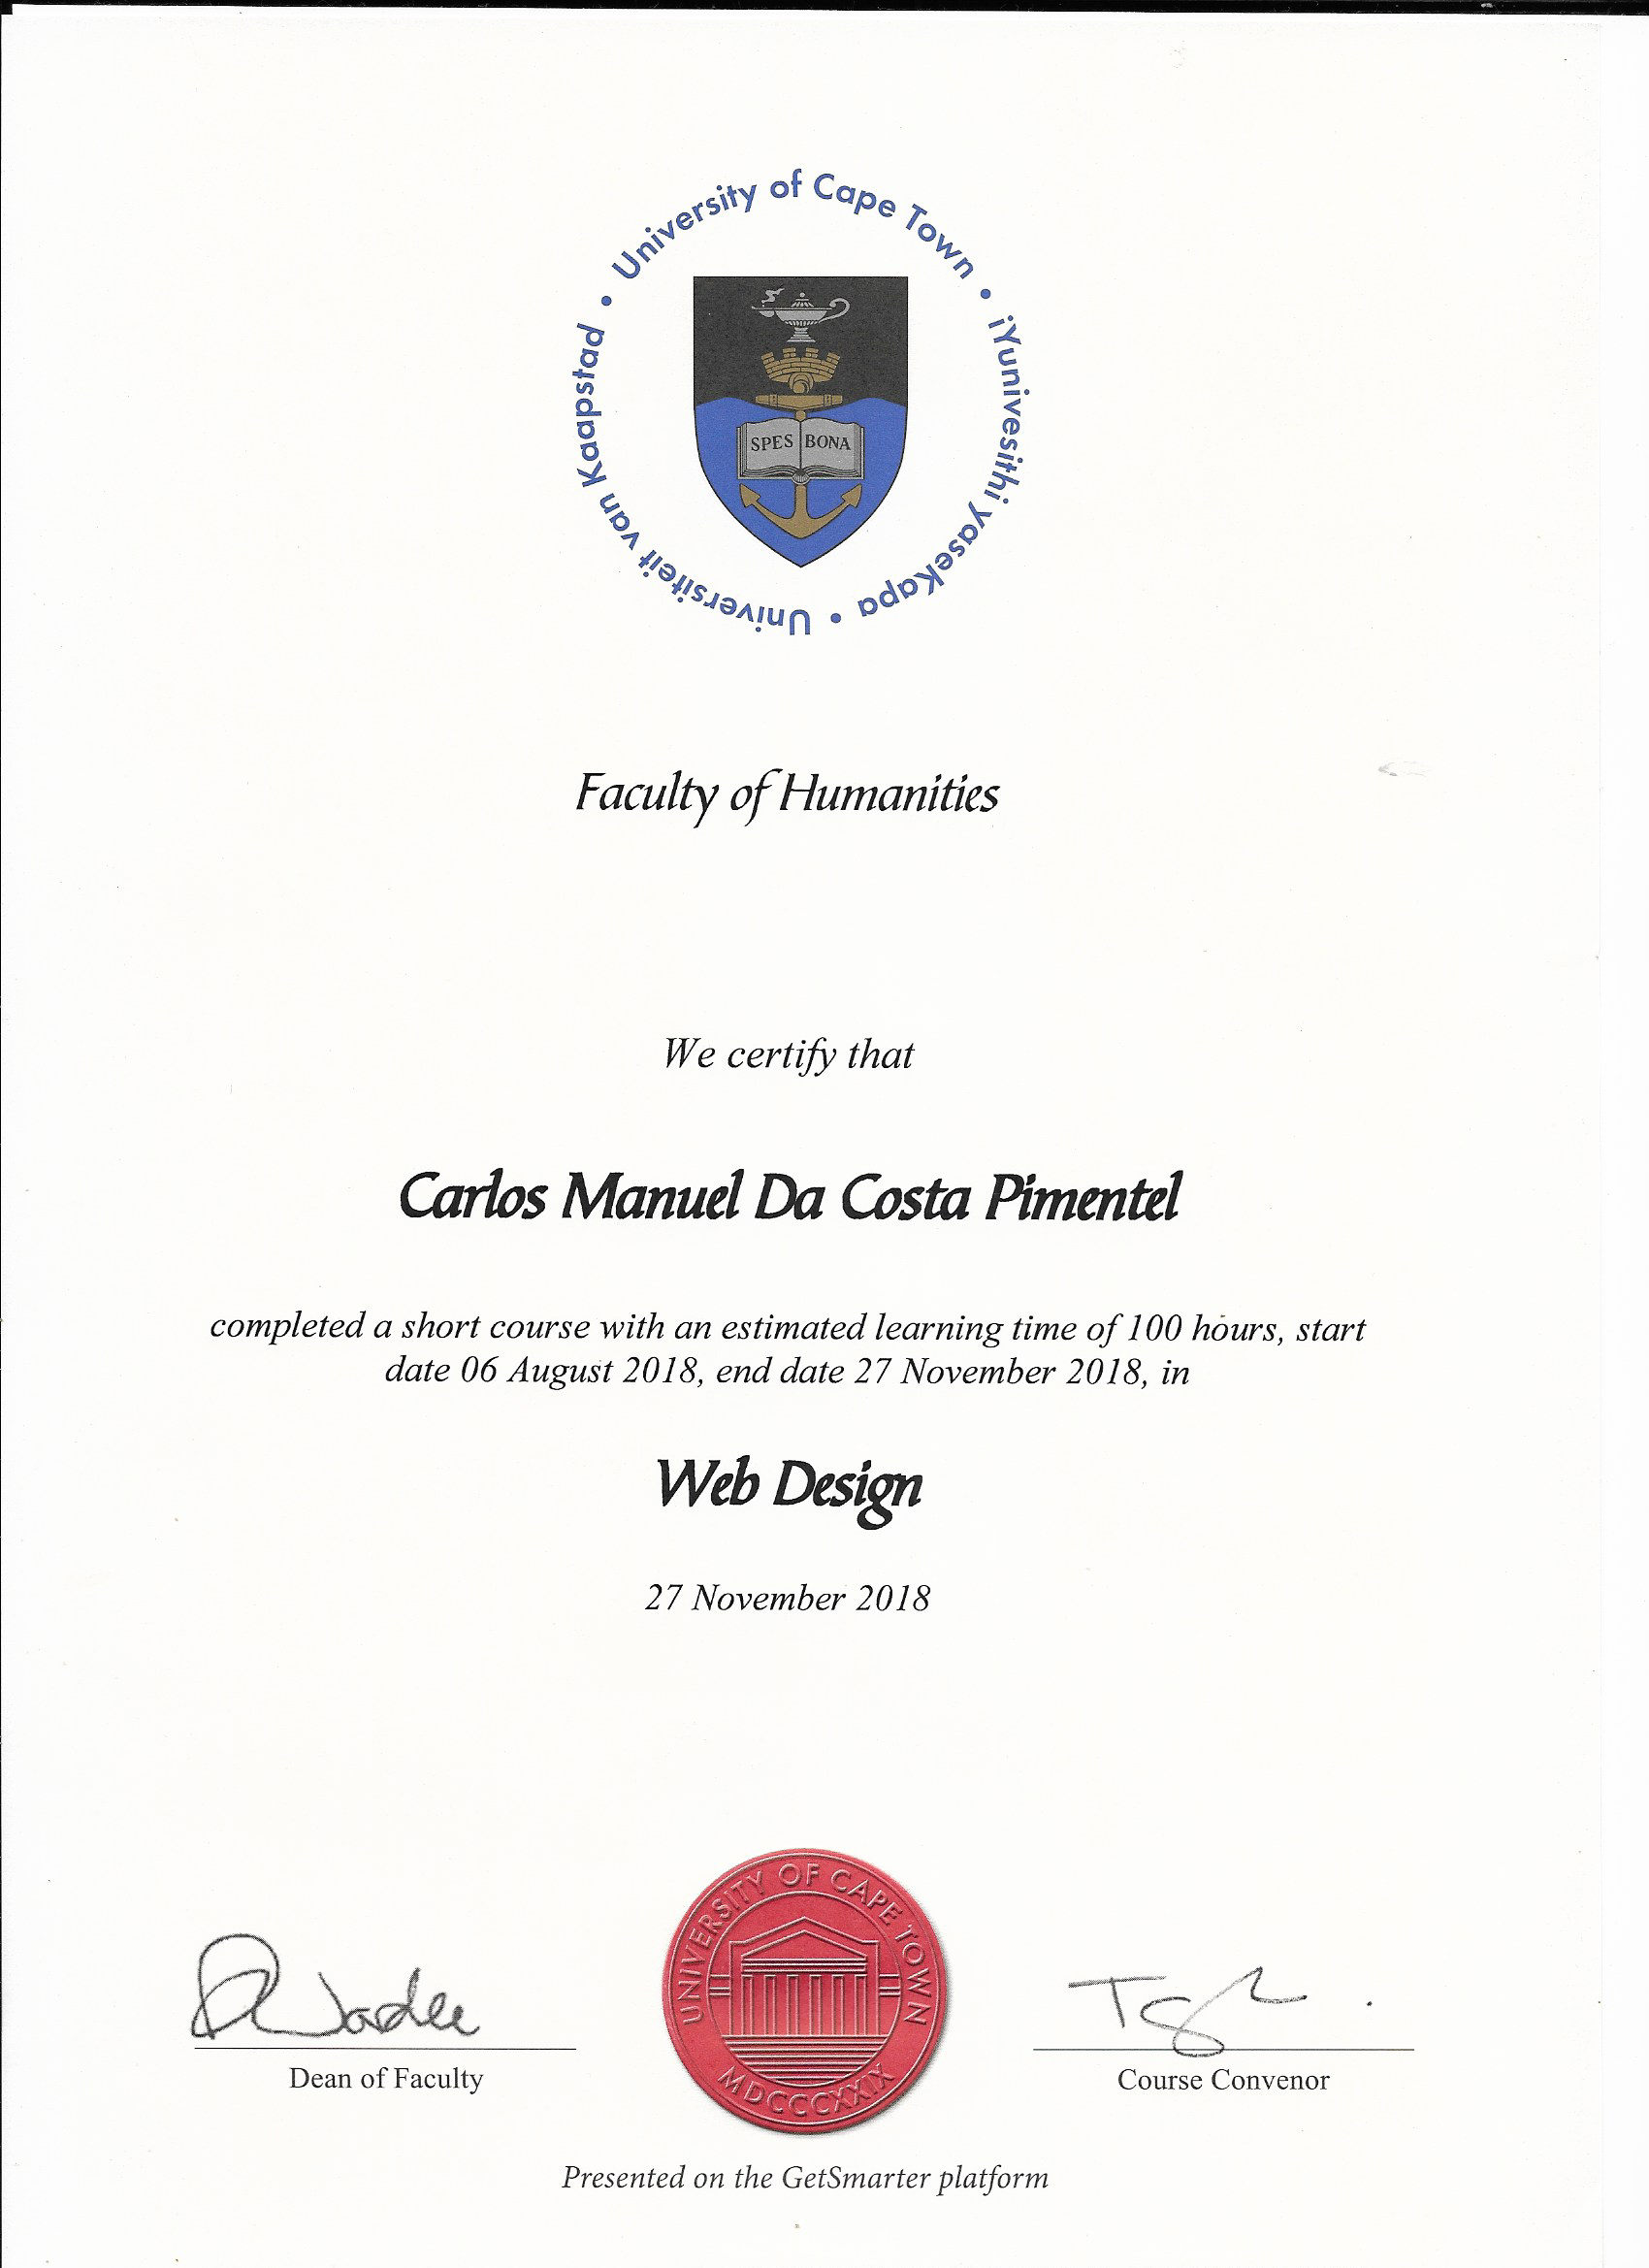 University of Cape Town • iYunivesithi yaseKapa • Universiteit van Kaapstad •
SPES BONA
Faculty of Humanities
We certify that
Carlos Manuel Da Costa Pimentel
completed a short course with an estimated learning time of 100 hours, start
date 06 August 2018, end date 27 November 2018, in
Web Design
27 November 2018
UNIVERSITY OF CAPE TOWN
MDCCCXXIX
Dean of Faculty
Course Convenor
Presented on the GetSmarter platform